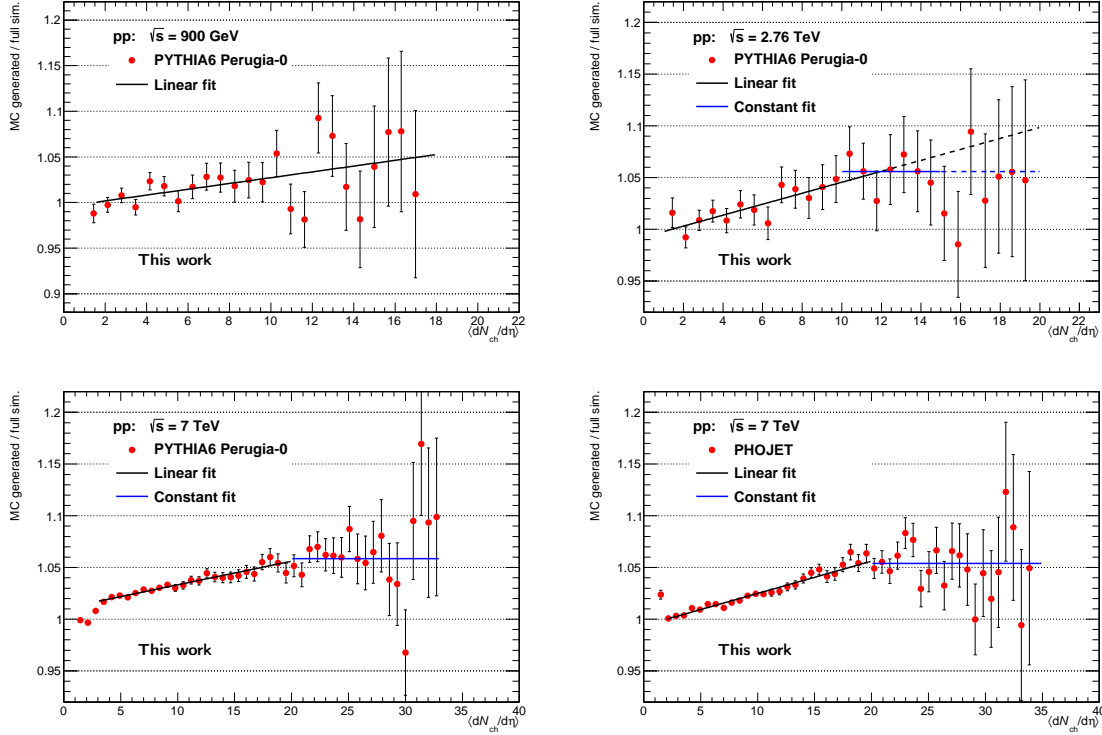 MC generated / full sim.
1.2
1.15
1.1
1.05
1
0.95
0.9
pp: √s = 900 GeV
PYTHIA6 Perugia-0
Linear fit
This work
0 2 4 6 8 10 12 14 16 18 20 22
⟨dN_ch/dη⟩
MC generated / full sim.
1.2
1.15
1.1
1.05
1
0.95
pp: √s = 2.76 TeV
PYTHIA6 Perugia-0
Linear fit
Constant fit
This work
0 2 4 6 8 10 12 14 16 18 20 22
⟨dN_ch/dη⟩
MC generated / full sim.
1.2
1.15
1.1
1.05
1
0.95
pp: √s = 7 TeV
PYTHIA6 Perugia-0
Linear fit
Constant fit
This work
0 5 10 15 20 25 30 35 40
⟨dN_ch/dη⟩
MC generated / full sim.
1.2
1.15
1.1
1.05
1
0.95
pp: √s = 7 TeV
PHOJET
Linear fit
Constant fit
This work
0 5 10 15 20 25 30 35 40
⟨dN_ch/dη⟩